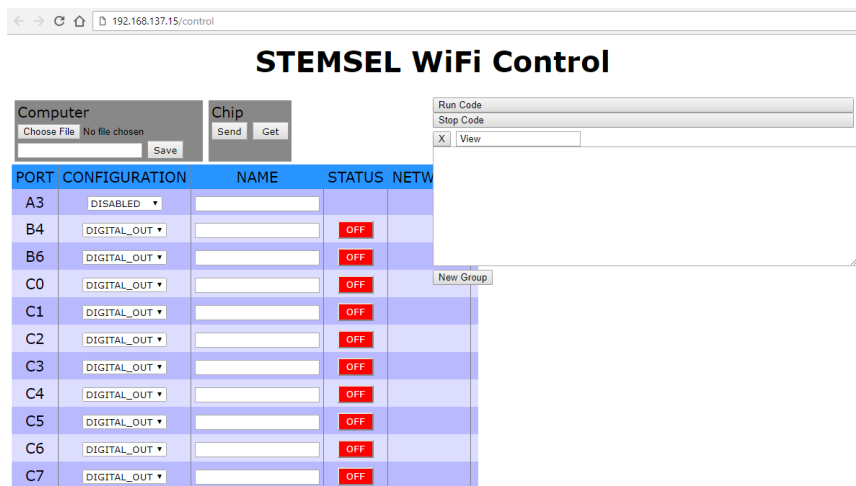 192.168.137.15/control
STEMSEL WiFi Control
Computer
Choose File No file chosen
Save
Chip
Send Get
Run Code
Stop Code
X View
New Group
PORT CONFIGURATION NAME STATUS NETW
A3 DISABLED
B4 DIGITAL_OUT OFF
B6 DIGITAL_OUT OFF
C0 DIGITAL_OUT OFF
C1 DIGITAL_OUT OFF
C2 DIGITAL_OUT OFF
C3 DIGITAL_OUT OFF
C4 DIGITAL_OUT OFF
C5 DIGITAL_OUT OFF
C6 DIGITAL_OUT OFF
C7 DIGITAL_OUT OFF